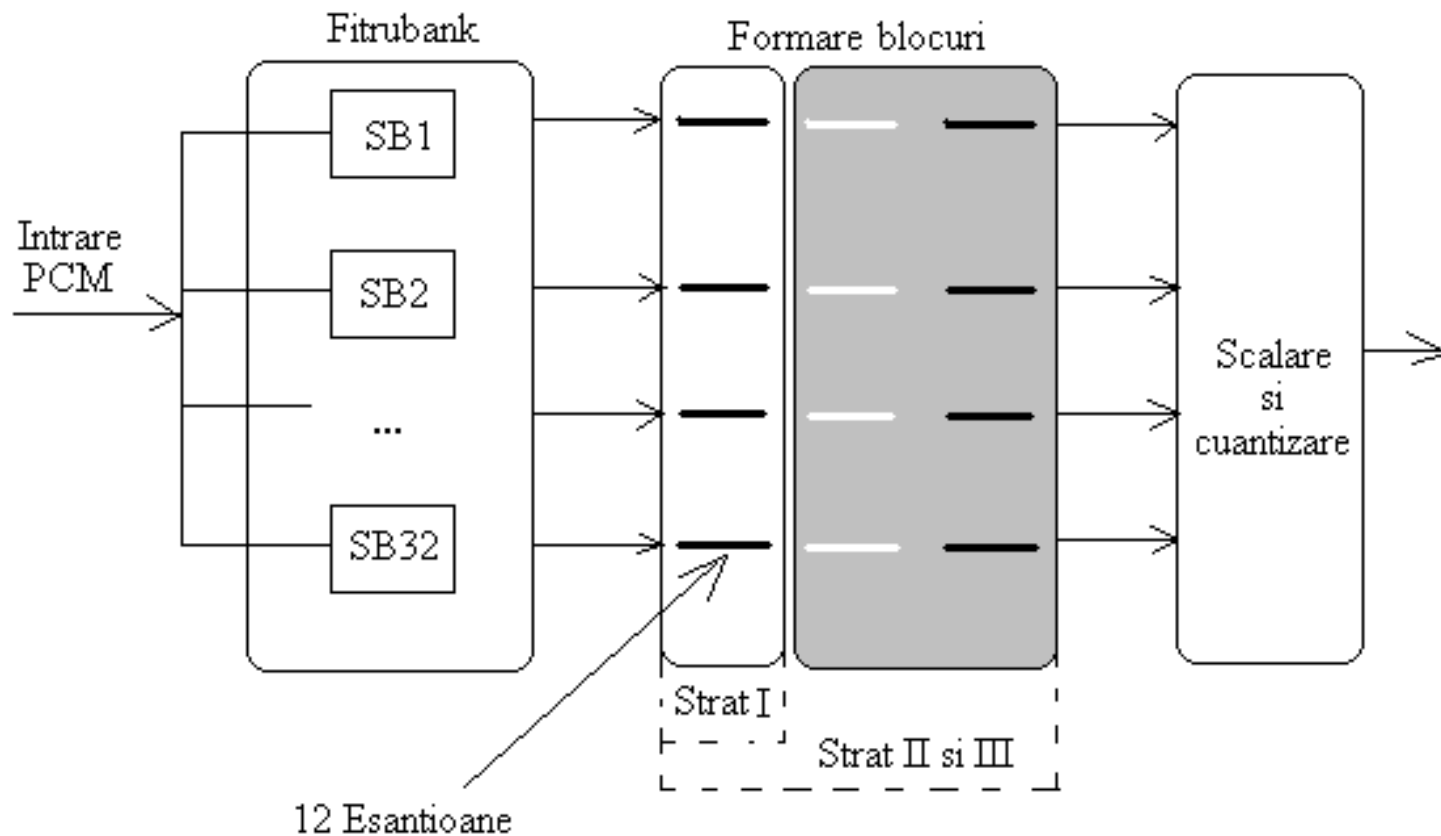 Fitrubank
Formare blocuri
SB1
Intrare
PCM
SB2
...
SB32
Scalare
si
cuantizare
Strat I
Strat II si III
12 Esantioane